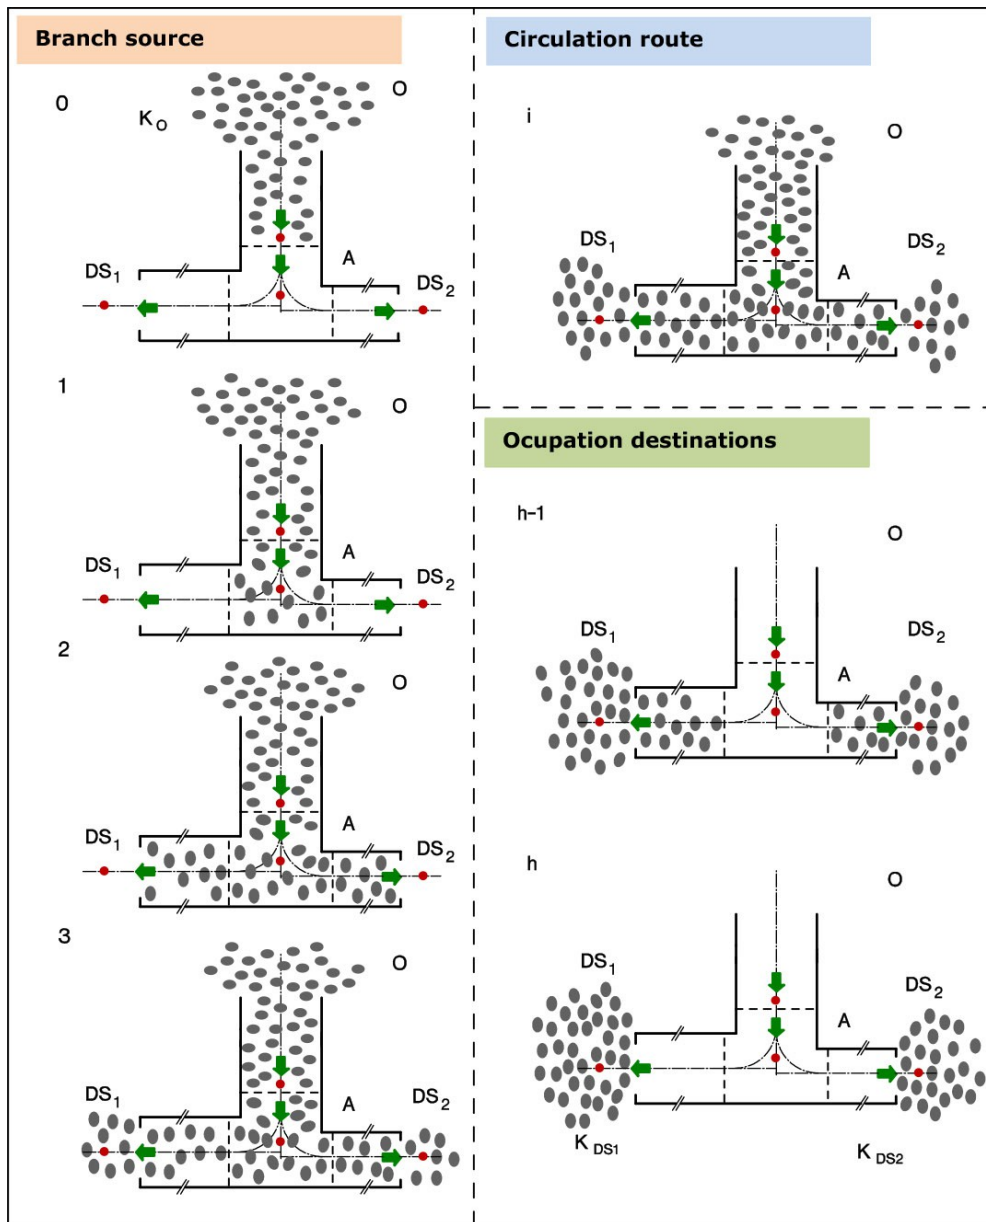 Branch source
0
K O
O
A
DS1
DS2
1
O
A
DS1
DS2
2
O
A
DS1
DS2
3
O
DS1
A
DS2
Circulation route
i
O
DS1
DS2
A
Ocupation destinations
h-1
O
DS1
DS2
A
h
O
DS1
DS2
A
K DS1
K DS2